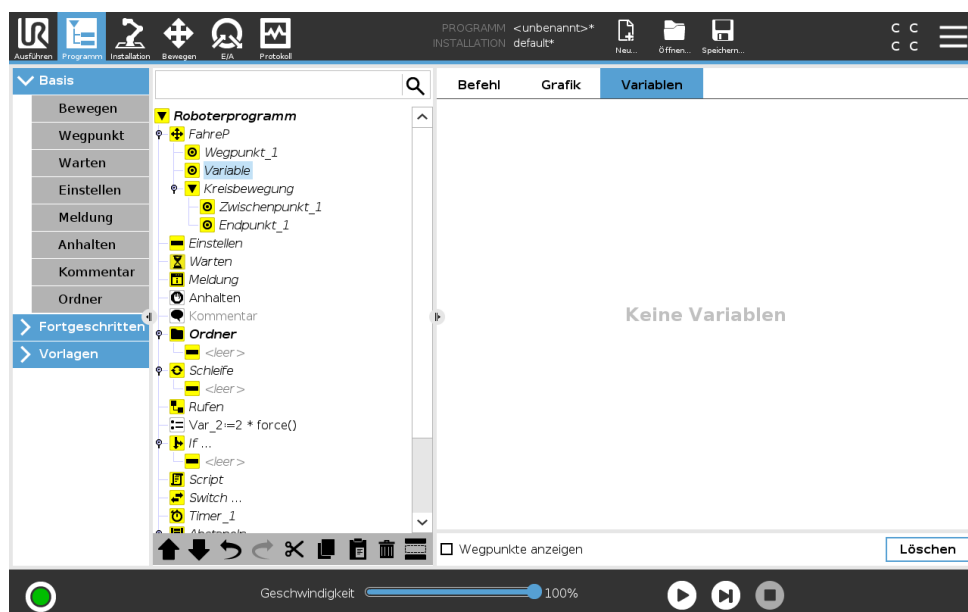 UR
PROGRAMM <unbenannt>*
INSTALLATION default*
Ausführen Programm Installation Bewegen E/A Protokoll
Neu... Öffnen... Speichern...
C C
C C
Basis
Bewegen
Wegpunkt
Warten
Einstellen
Meldung
Anhalten
Kommentar
Ordner
Fortgeschritten
Vorlagen
Roboterprogramm
FahreP
Wegpunkt_1
Variable
Kreisbewegung
Zwischenpunkt_1
Endpunkt_1
Einstellen
Warten
Meldung
Anhalten
Kommentar
Ordner
<leer>
Schleife
<leer>
Rufen
Var_2≔2 * force()
If ...
<leer>
Script
Switch ...
Timer_1
Befehl Grafik Variablen
Keine Variablen
Wegpunkte anzeigen
Löschen
Geschwindigkeit 100%